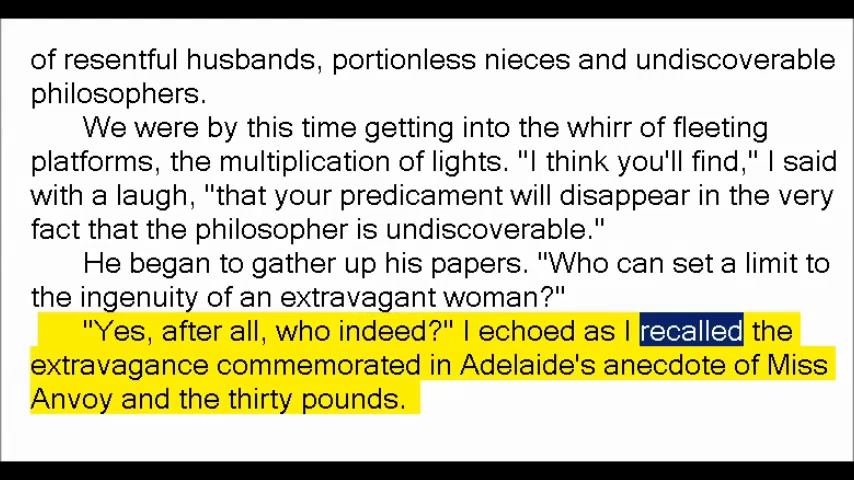 of resentful husbands, portionless nieces and undiscoverable
philosophers.
We were by this time getting into the whirr of fleeting
platforms, the multiplication of lights. "I think you'll find," I said
with a laugh, "that your predicament will disappear in the very
fact that the philosopher is undiscoverable."
He began to gather up his papers. "Who can set a limit to
the ingenuity of an extravagant woman?"
"Yes, after all, who indeed?" I echoed as I recalled the
extravagance commemorated in Adelaide's anecdote of Miss
Anvoy and the thirty pounds.